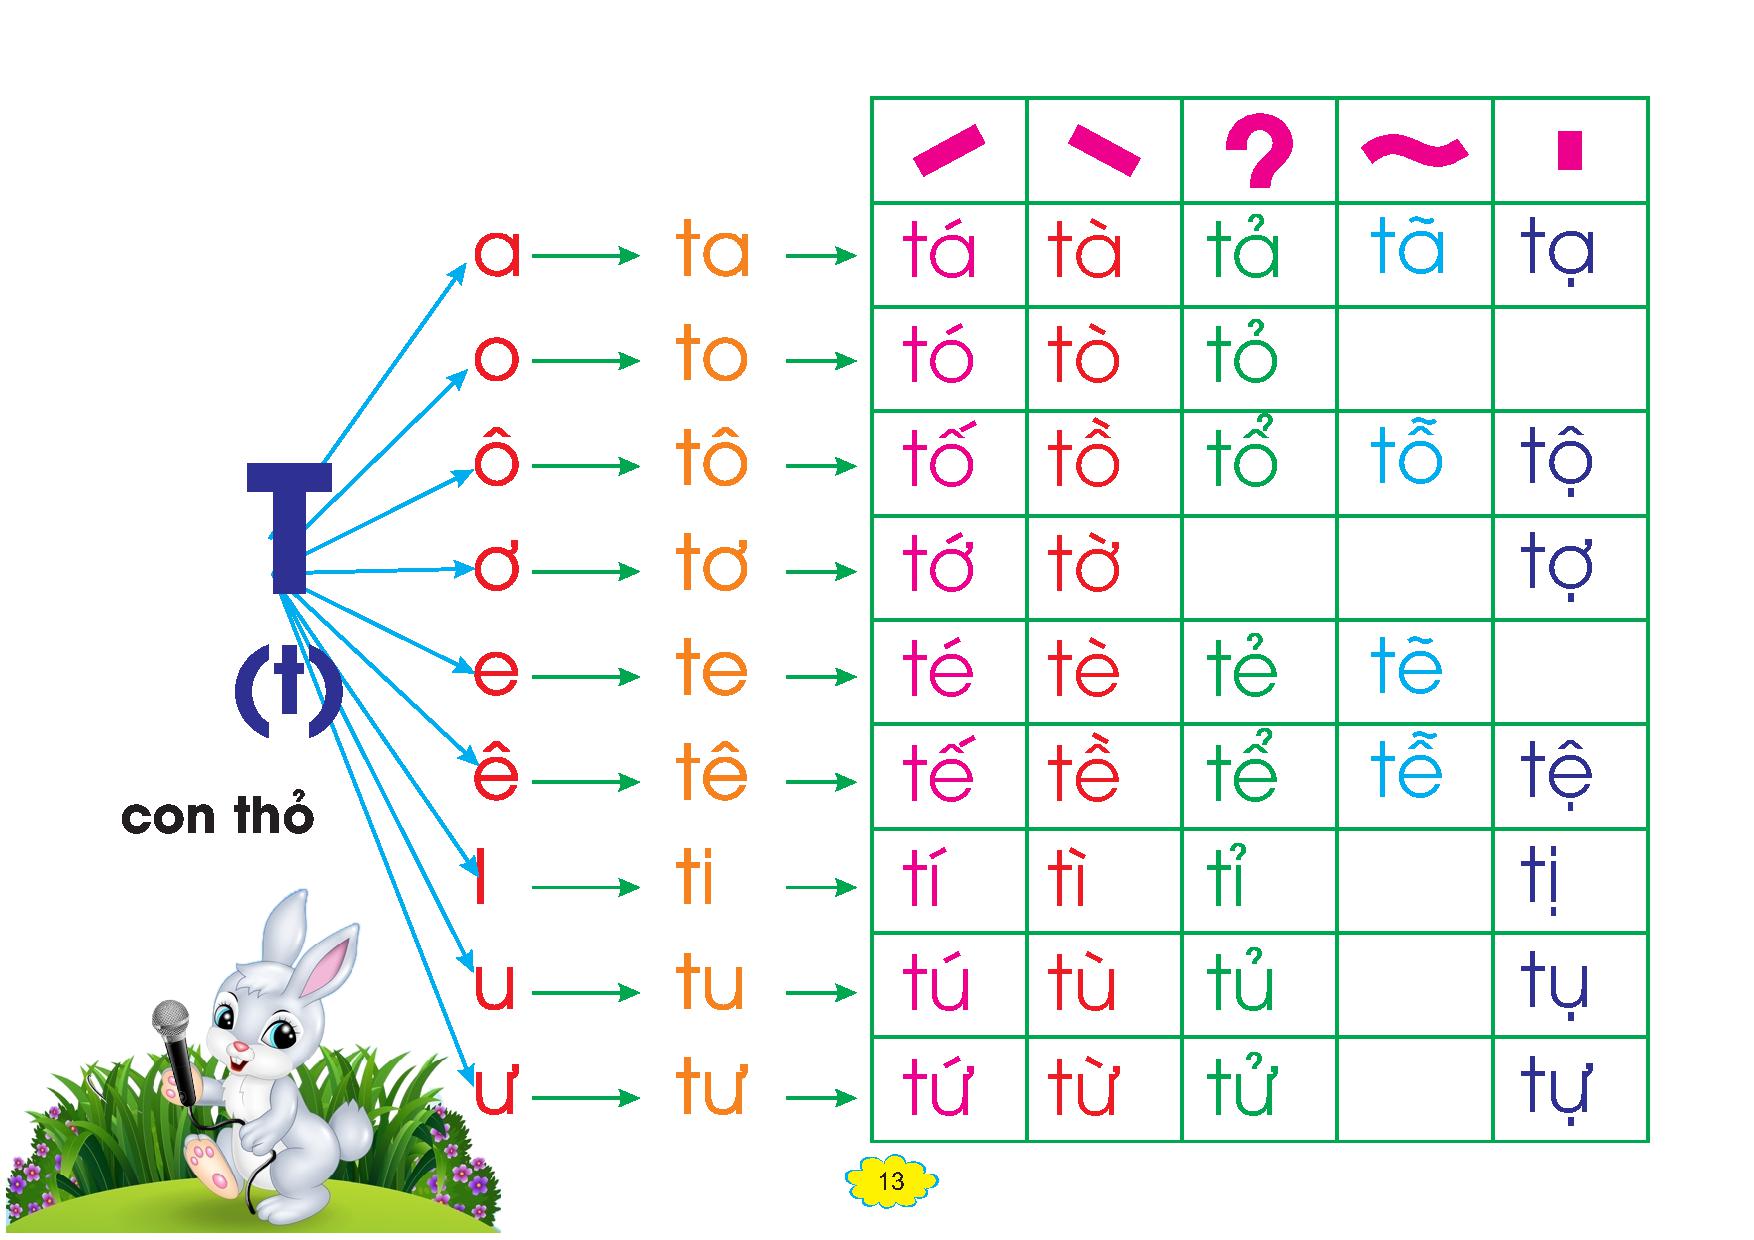 ´ ` ? ~ .
a ta tá tà tả tã tạ
o to tó tò tỏ
ô tô tố tồ tổ tỗ tộ
T
ơ tơ tớ tờ tợ
(t)
e te té tè tẻ tẽ
ê tê tế tề tể tễ tệ
con thỏ
I ti tí tì tỉ tị
u tu tú tù tủ tụ
ư tư tứ từ tử tự
13